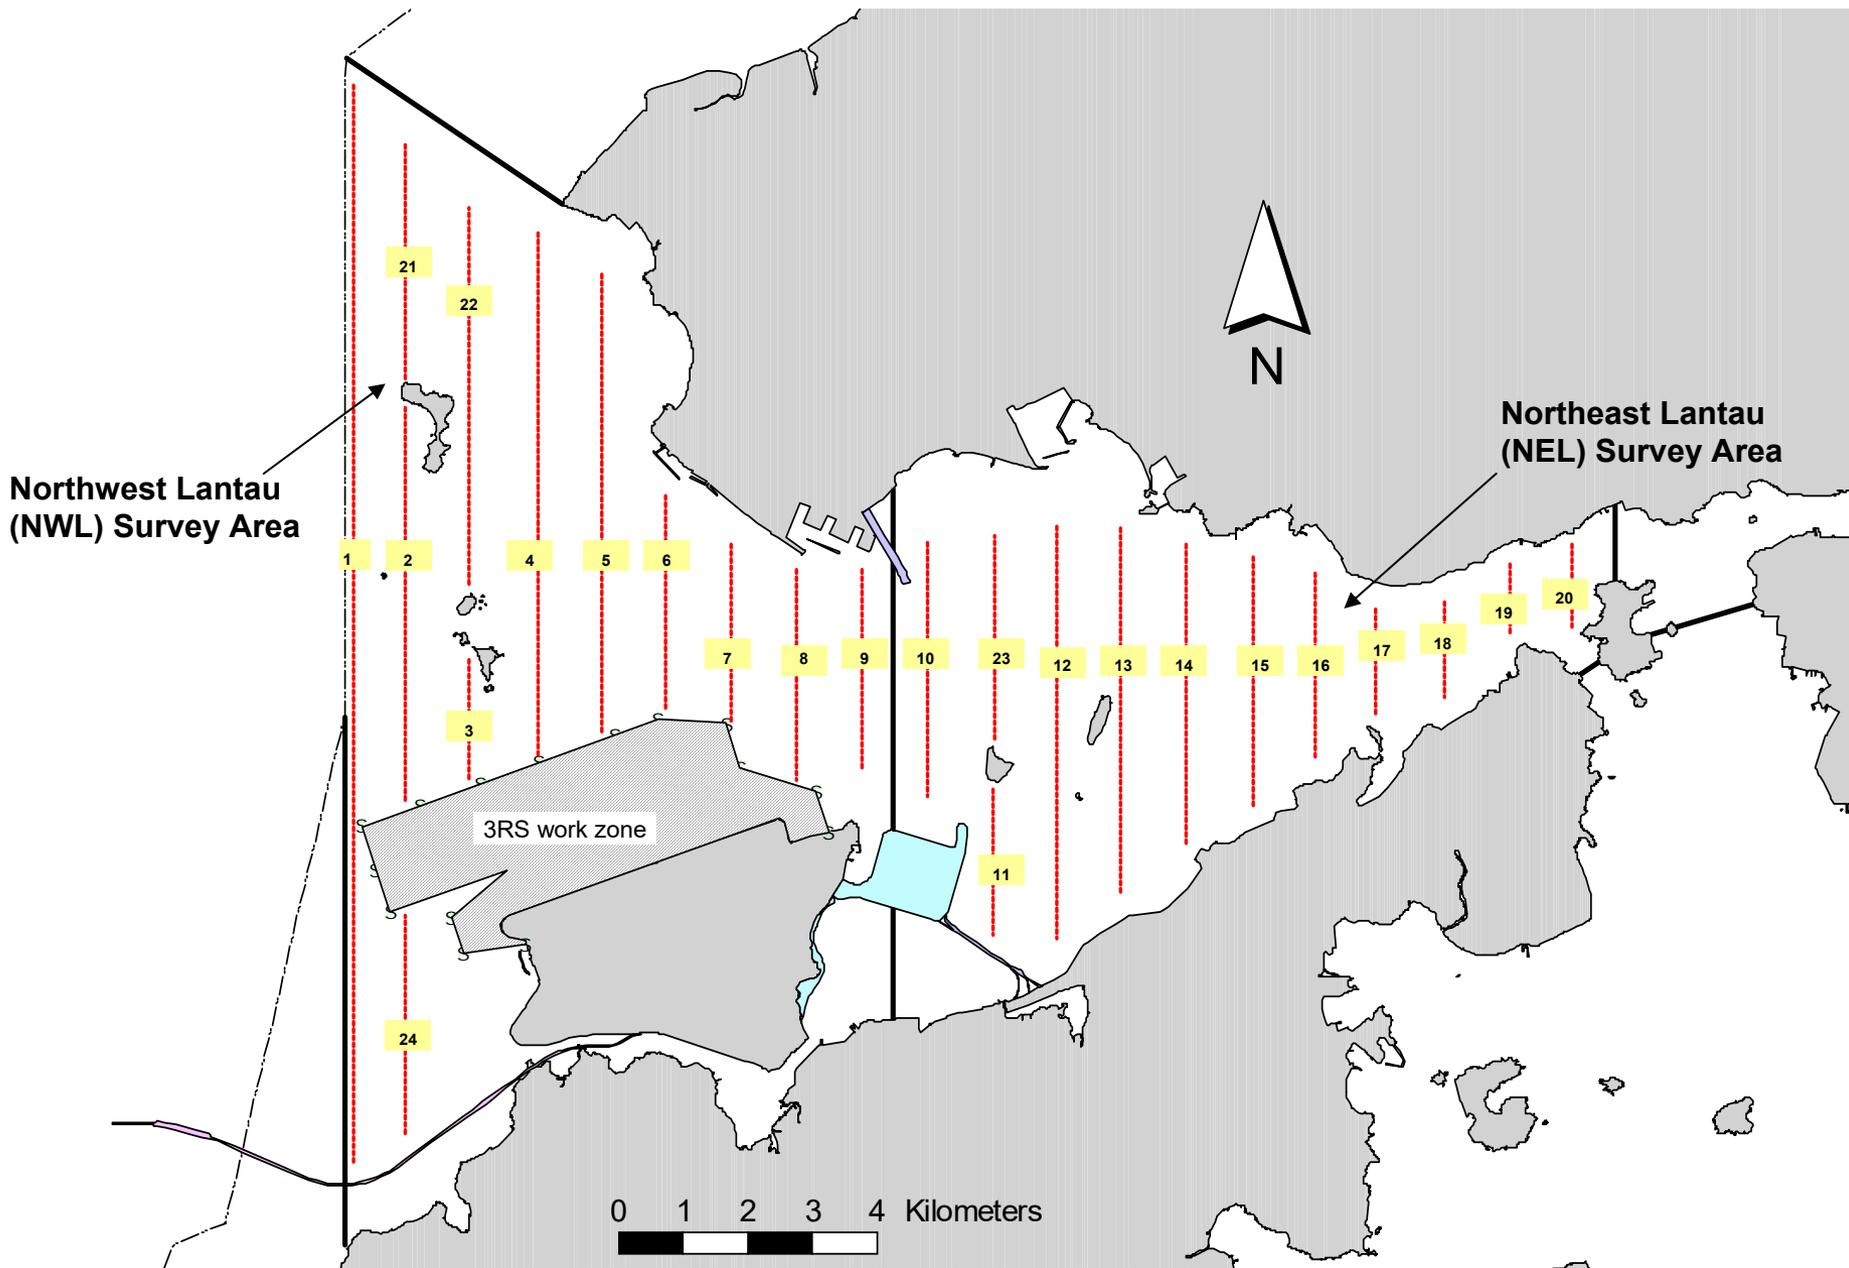 21
22
N
Northeast Lantau
(NEL) Survey Area
Northwest Lantau
(NWL) Survey Area
1
2
4
5
6
20
19
7
8
9
10
23
12
13
14
15
16
17
18
3
3RS work zone
11
24
0 1 2 3 4 Kilometers
S
S
S
S
S
S
S
S
S
S
S
S
S
S